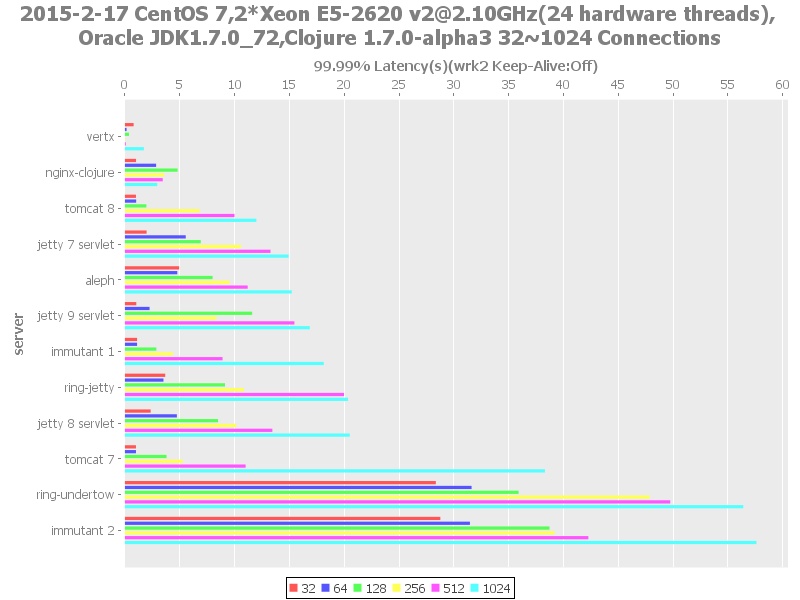 2015-2-17 CentOS 7,2*Xeon E5-2620 v2@2.10GHz(24 hardware threads),
Oracle JDK1.7.0_72,Clojure 1.7.0-alpha3 32~1024 Connections
99.99% Latency(s)(wrk2 Keep-Alive:Off)
0 5 10 15 20 25 30 35 40 45 50 55 60
server
vertx
nginx-clojure
tomcat 8
jetty 7 servlet
aleph
jetty 9 servlet
immutant 1
ring-jetty
jetty 8 servlet
tomcat 7
ring-undertow
immutant 2
32 64 128 256 512 1024